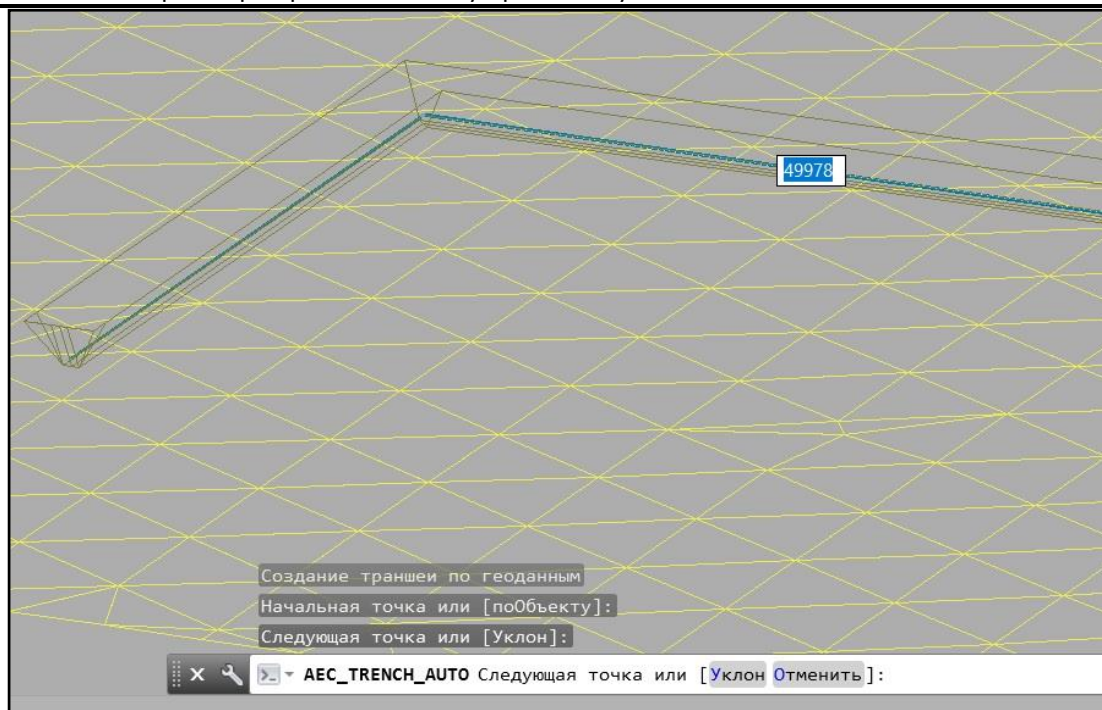 49978
Создание траншеи по геоданным
Начальная точка или [поОбъекту]:
Следующая точка или [Уклон]:
AEC_TRENCH_AUTO Следующая точка или [Уклон Отменить]: